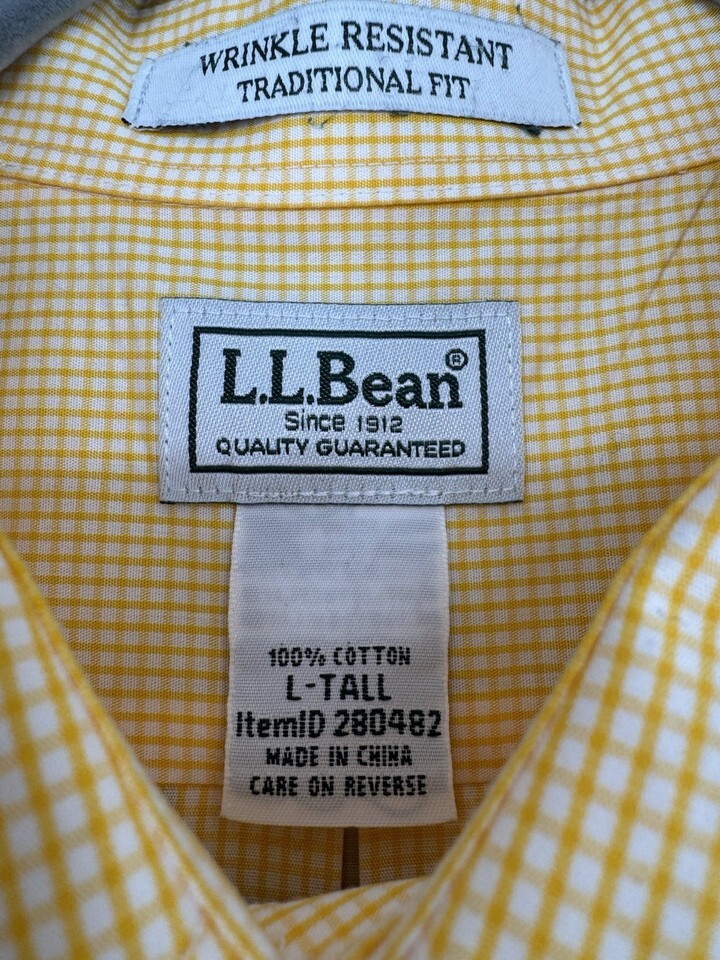 WRINKLE RESISTANT
TRADITIONAL FIT
L.L.Bean®
Since 1912
QUALITY GUARANTEED
100% COTTON
L-TALL
ItemID 280482
MADE IN CHINA
CARE ON REVERSE